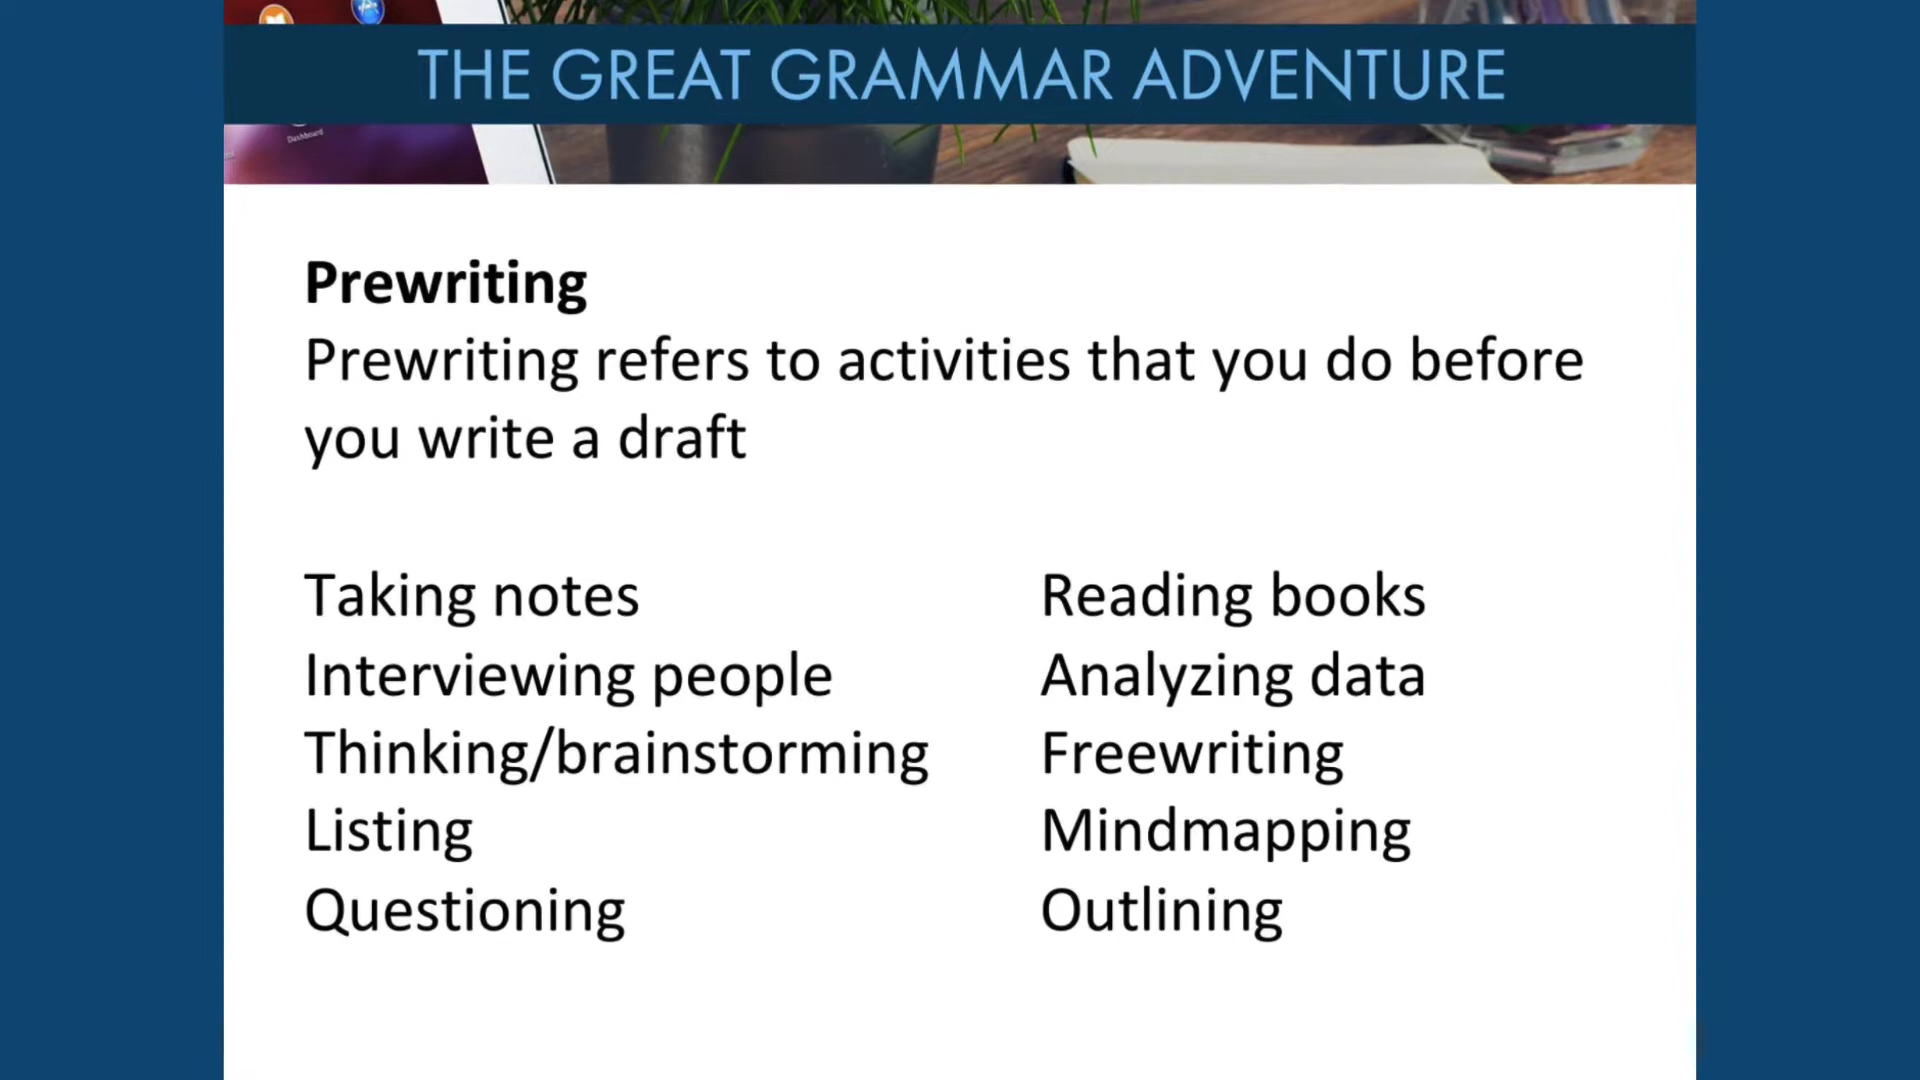 THE GREAT GRAMMAR ADVENTURE
Dashboard
Prewriting
Prewriting refers to activities that you do before
you write a draft
Taking notes
Interviewing people
Thinking/brainstorming
Listing
Questioning
Reading books
Analyzing data
Freewriting
Mindmapping
Outlining